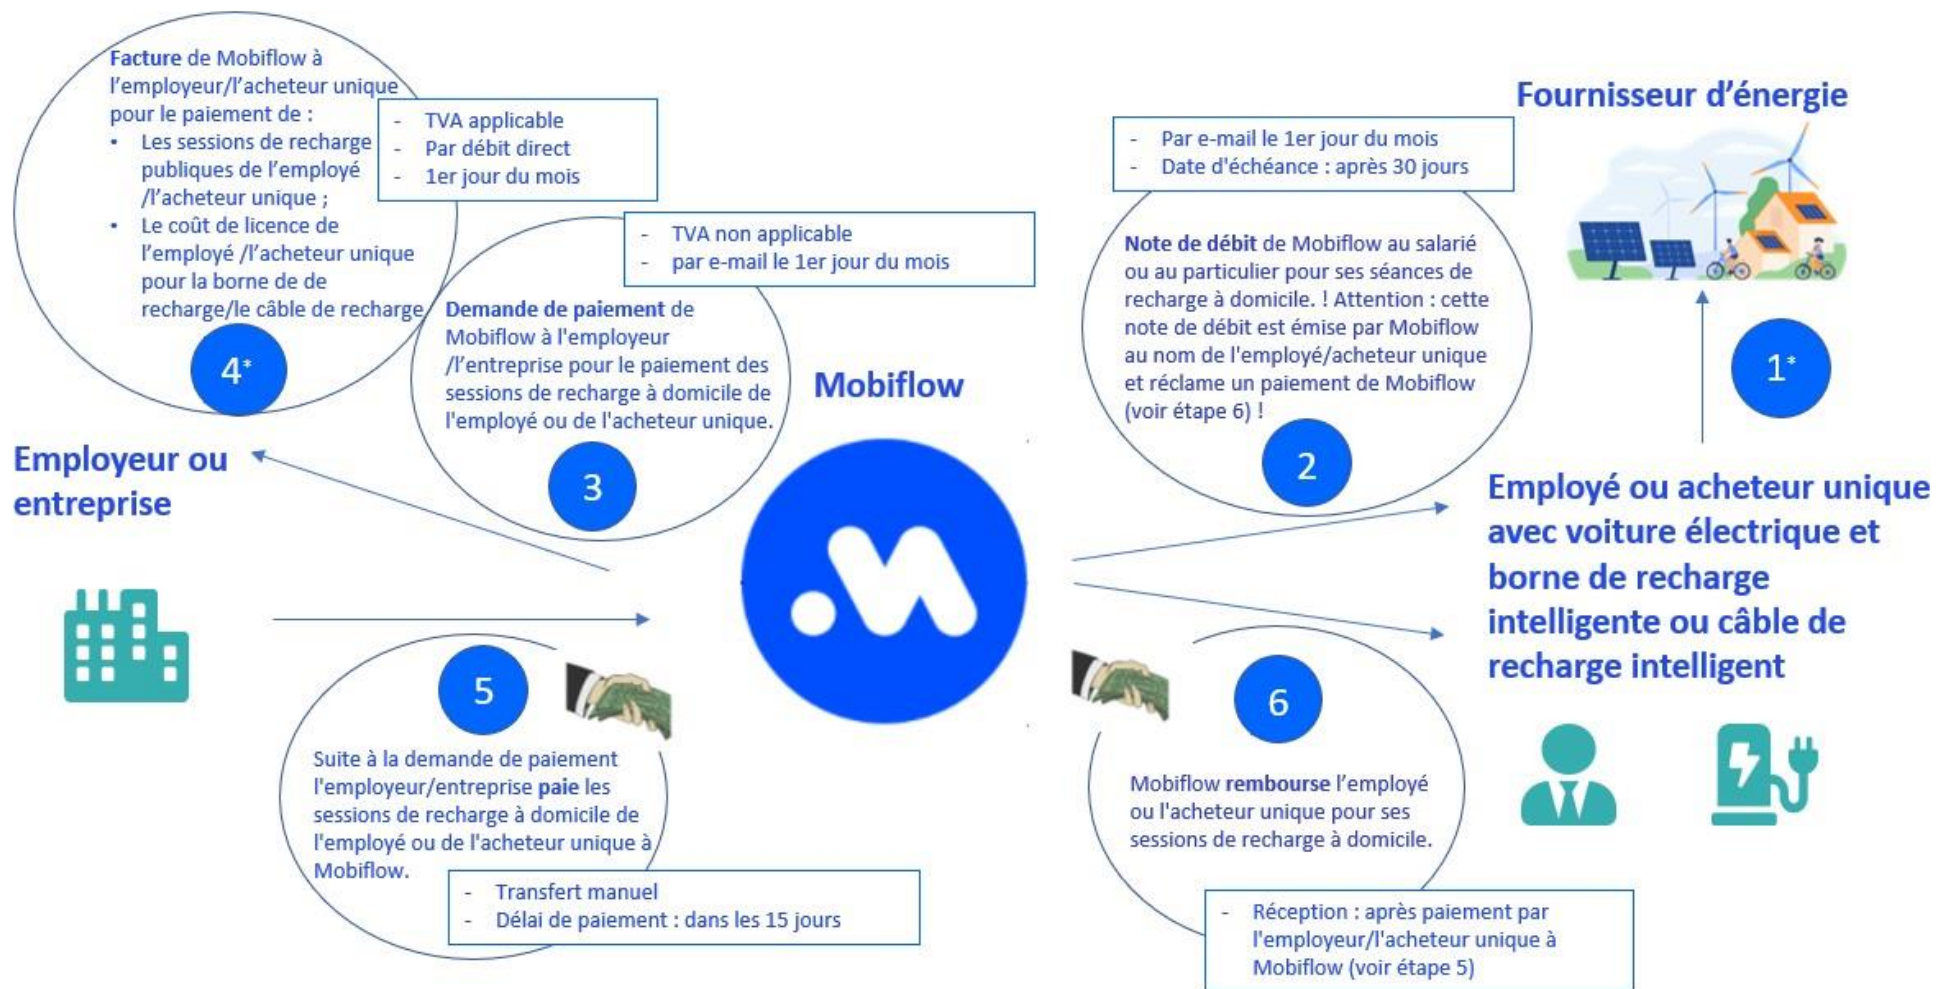 Facture de Mobiflow à
l’employeur/l’acheteur unique
pour le paiement de :
• Les sessions de recharge
publiques de l’employé
/l’acheteur unique ;
• Le coût de licence de
l’employé /l’acheteur unique
pour la borne de de
recharge/le câble de recharge
4*
- TVA applicable
- Par débit direct
- 1er jour du mois
- TVA non applicable
- par e-mail le 1er jour du mois
Demande de paiement de
Mobiflow à l'employeur
/l’entreprise pour le paiement des
sessions de recharge à domicile de
l'employé ou de l'acheteur unique.
3
Mobiflow
- Par e-mail le 1er jour du mois
- Date d'échéance : après 30 jours
Note de débit de Mobiflow au salarié
ou au particulier pour ses séances de
recharge à domicile. ! Attention : cette
note de débit est émise par Mobiflow
au nom de l'employé/acheteur unique
et réclame un paiement de Mobiflow
(voir étape 6) !
2
Fournisseur d’énergie
1*
Employeur ou
entreprise
Employé ou acheteur unique
avec voiture électrique et
borne de recharge
intelligente ou câble de
recharge intelligent
5
Suite à la demande de paiement
l'employeur/entreprise paie les
sessions de recharge à domicile de
l'employé ou de l'acheteur unique à
Mobiflow.
- Transfert manuel
- Délai de paiement : dans les 15 jours
6
Mobiflow rembourse l’employé
ou l'acheteur unique pour ses
sessions de recharge à domicile.
- Réception : après paiement par
l'employeur/l'acheteur unique à
Mobiflow (voir étape 5)